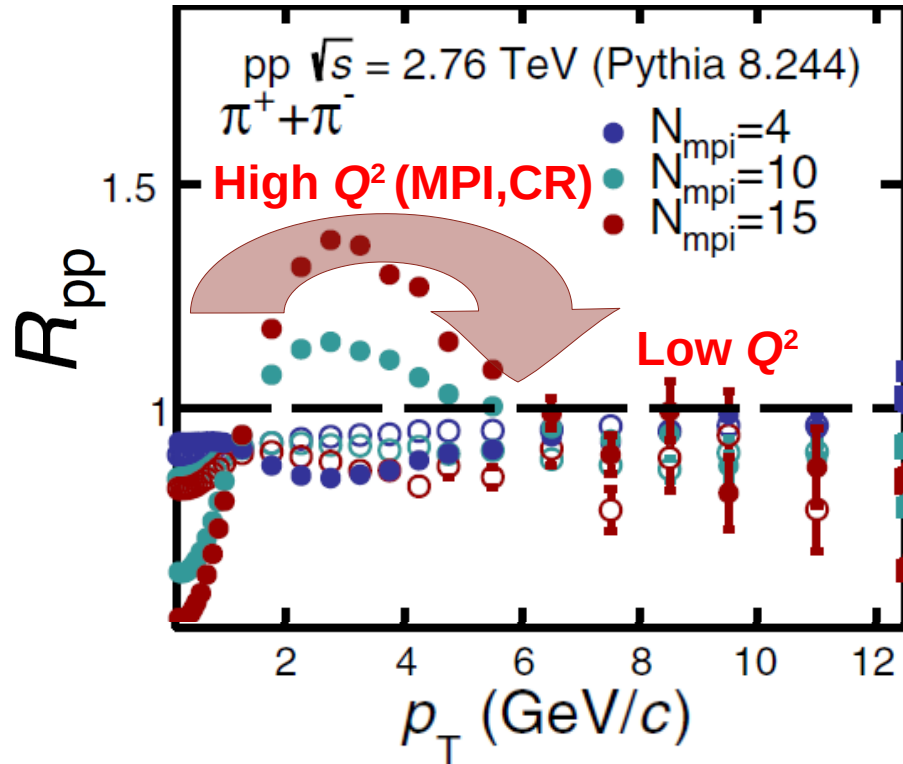 pp √s = 2.76 TeV (Pythia 8.244)
π⁺+π⁻
N_mpi=4
N_mpi=10
N_mpi=15
High Q² (MPI,CR)
Low Q²
1.5
1
R_pp
2 4 6 8 10 12
p_T (GeV/c)